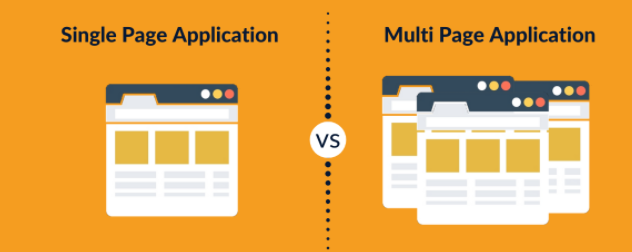 Single Page Application
VS
Multi Page Application